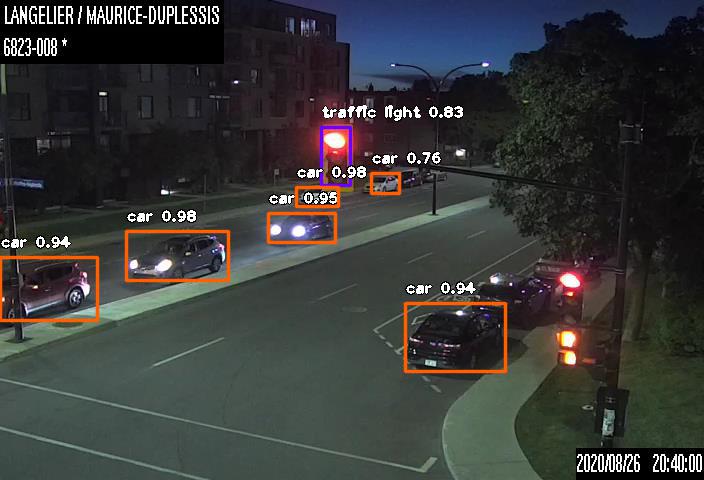 LANGELIER / MAURICE-DUPLESSIS
6823-008 *
traffic light 0.83
car 0.76
car 0.98
car 0.95
car 0.98
car 0.94
car 0.94
2020/08/26 20:40:00